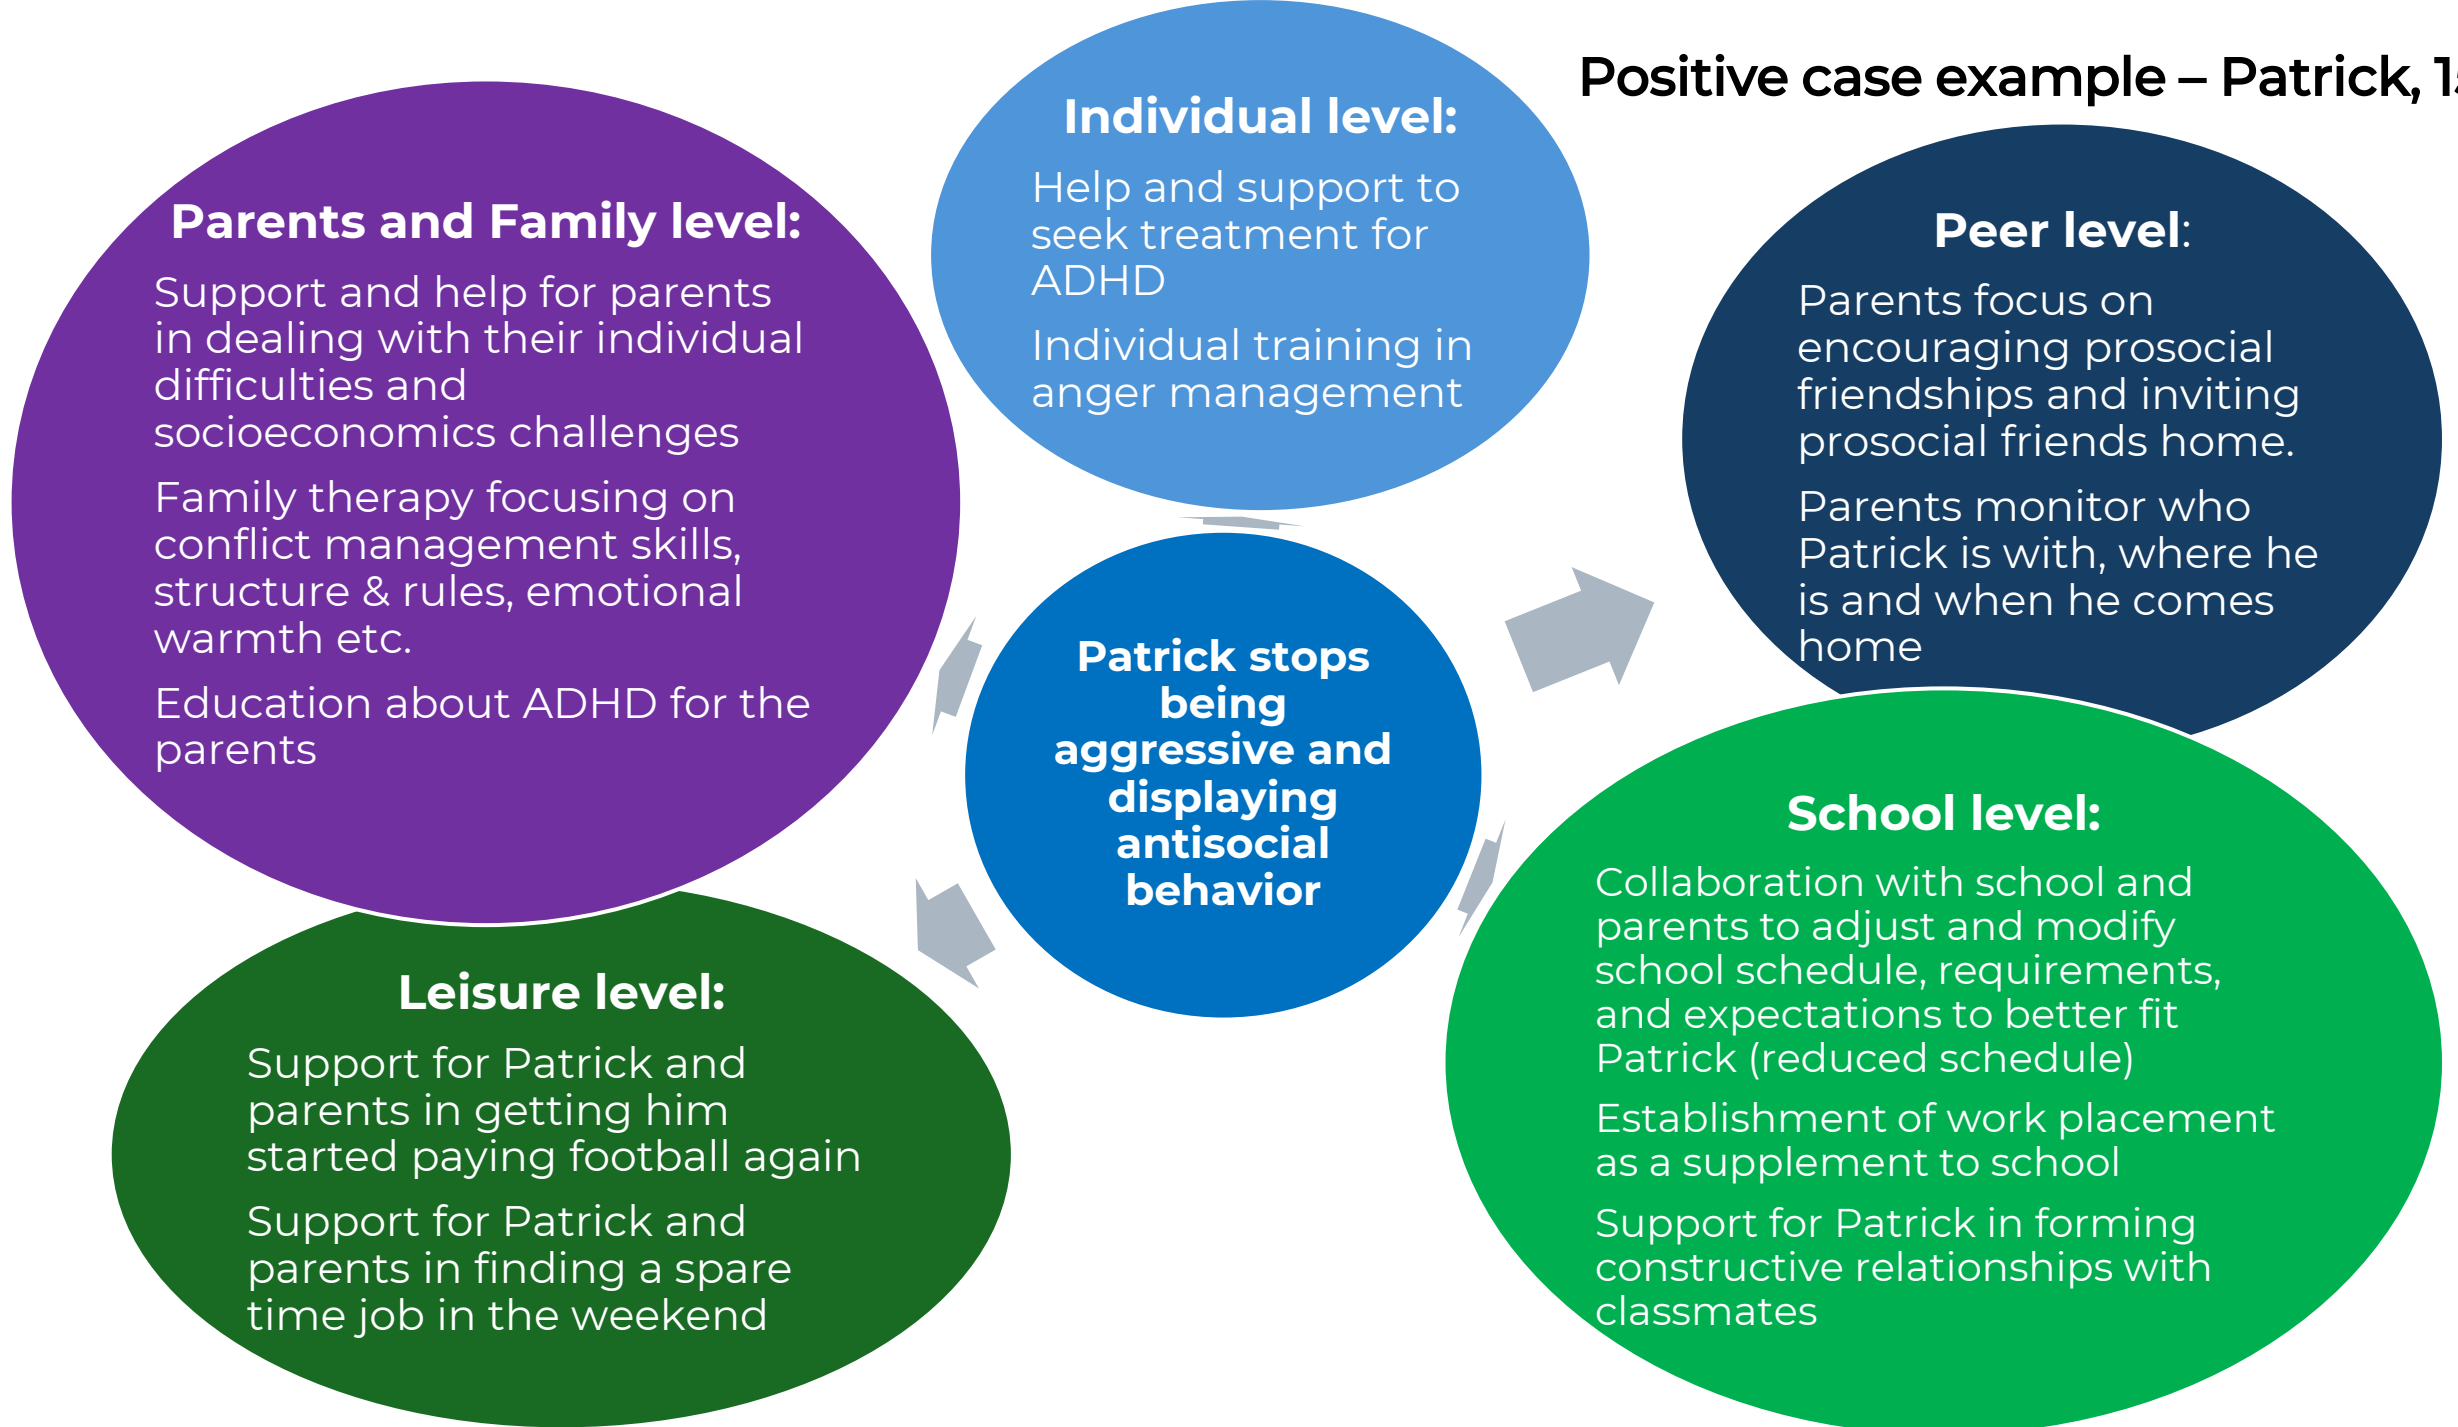 Positive case example – Patrick, 15
Individual level:
Help and support to
seek treatment for
ADHD
Individual training in
anger management
Parents and Family level:
Support and help for parents
in dealing with their individual
difficulties and
socioeconomics challenges
Family therapy focusing on
conflict management skills,
structure & rules, emotional
warmth etc.
Education about ADHD for the
parents
Peer level:
Parents focus on
encouraging prosocial
friendships and inviting
prosocial friends home.
Parents monitor who
Patrick is with, where he
is and when he comes
home
Patrick stops
being
aggressive and
displaying
antisocial
behavior
School level:
Collaboration with school and
parents to adjust and modify
school schedule, requirements,
and expectations to better fit
Patrick (reduced schedule)
Establishment of work placement
as a supplement to school
Support for Patrick in forming
constructive relationships with
classmates
Leisure level:
Support for Patrick and
parents in getting him
started paying football again
Support for Patrick and
parents in finding a spare
time job in the weekend